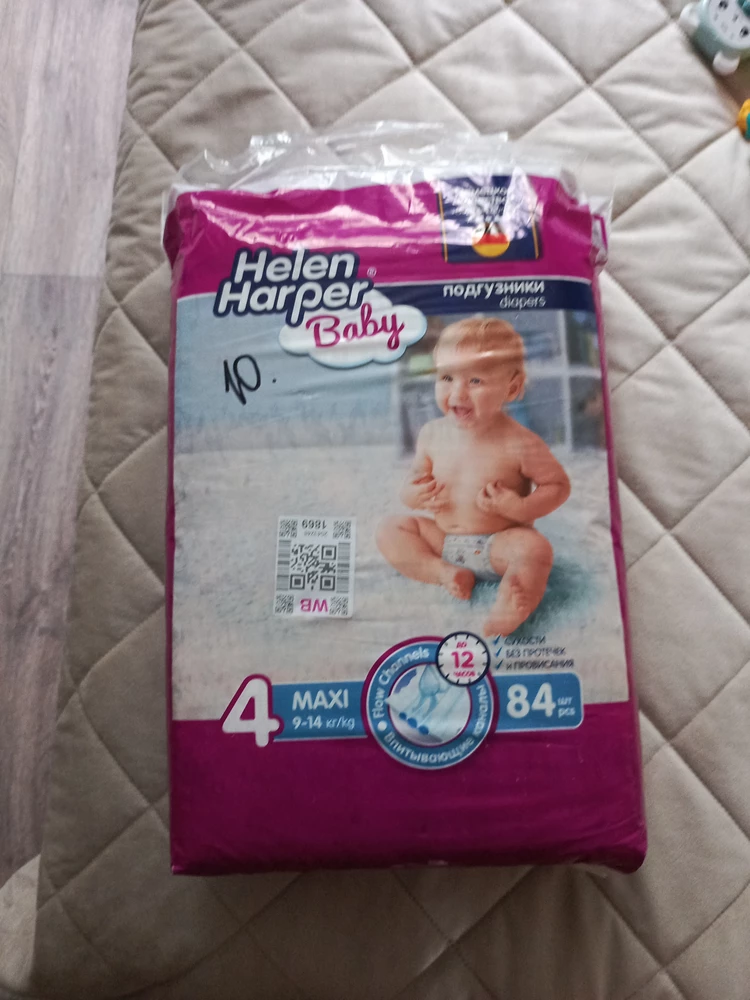 Helen
Harper®
Baby
подгузники
diapers
10.
1869
WB
ДО
12
ЧАСОВ
✓ СУХОСТИ
✓ БЕЗ ПРОТЕЧЕК
✓ и ПРОВИСАНИЯ
4
MAXI
9-14 кг/kg
Flow Channels
Впитывающие каналы
84 шт
pcs